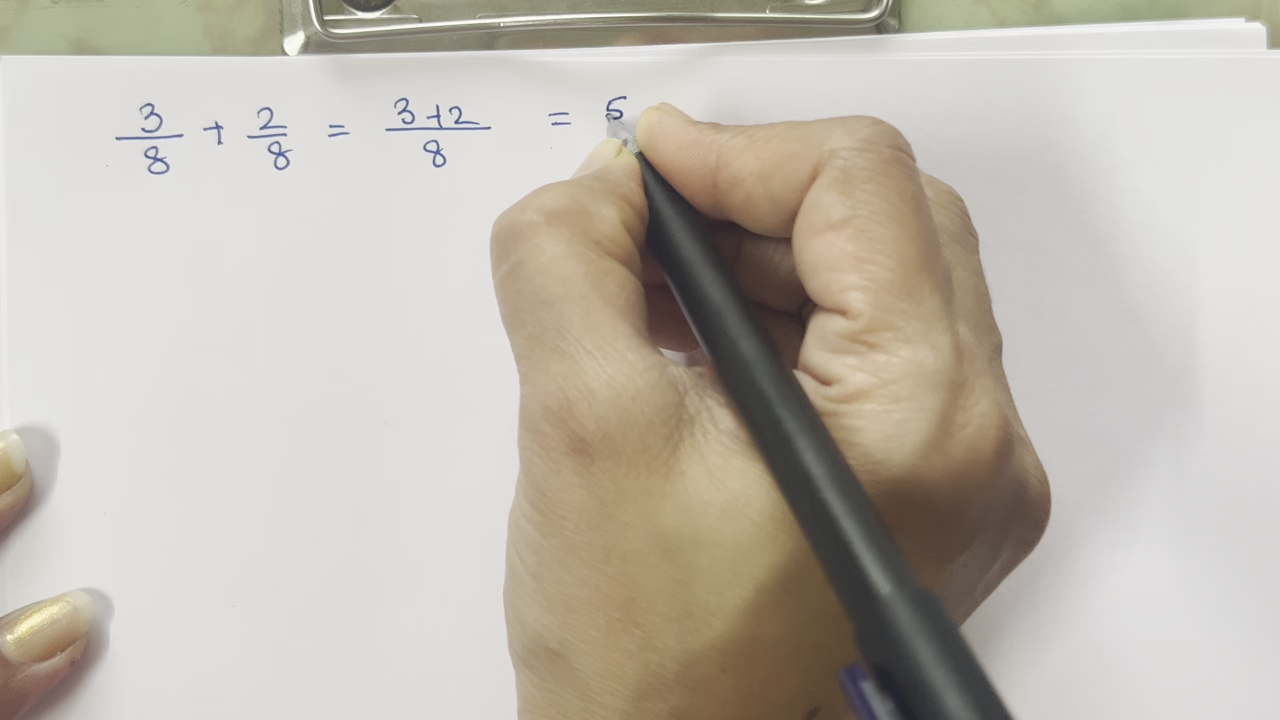 3/8 + 2/8 = 3+2/8 = 5